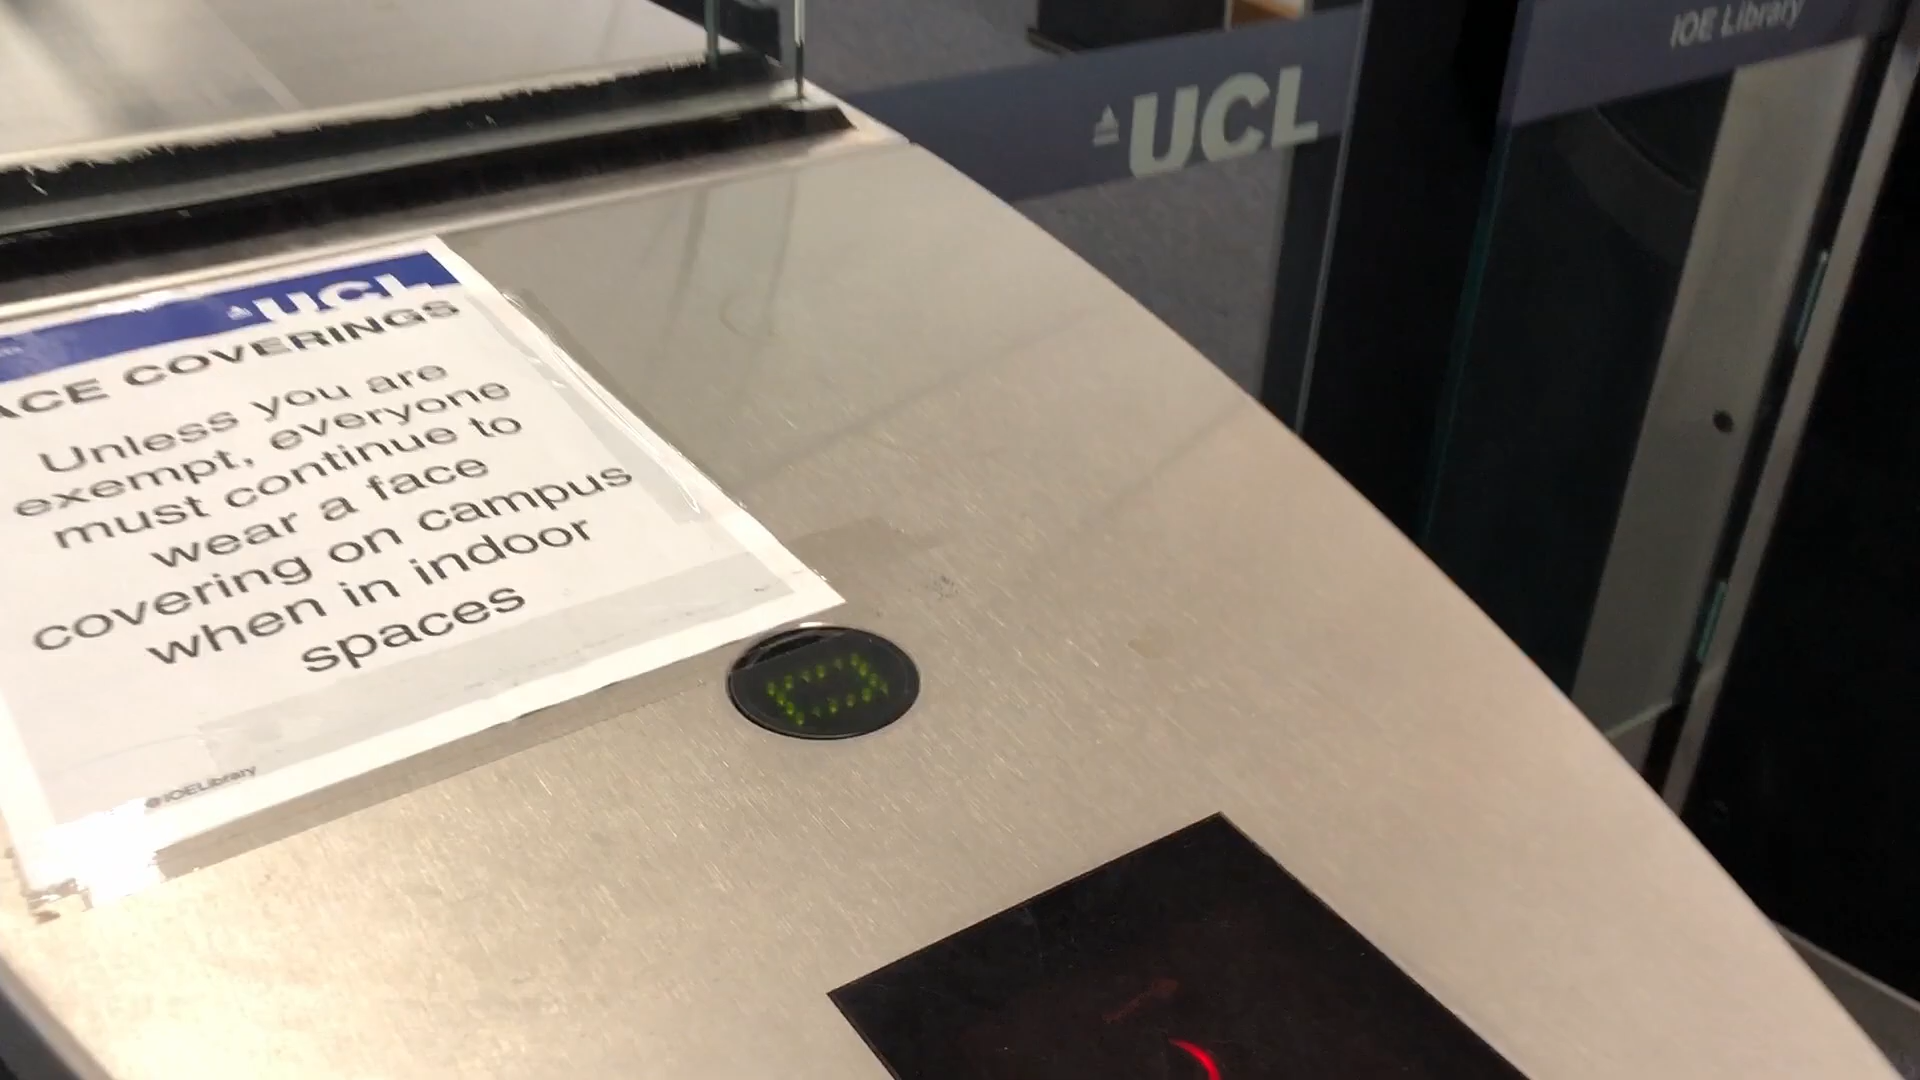 IOE Library
UCL
UCL
ACE COVERINGS
Unless you are
exempt, everyone
must continue to
wear a face
covering on campus
when in indoor
spaces
@IOELibrary